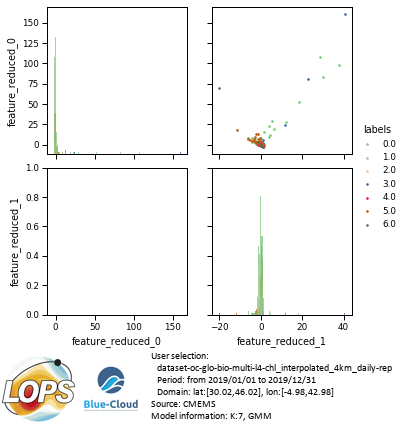 feature_reduced_0
150
125
100
75
50
25
0
labels
0.0
1.0
2.0
3.0
4.0
5.0
6.0
feature_reduced_1
1.0
0.8
0.6
0.4
0.2
0.0
0 50 100 150
−20 0 20 40
feature_reduced_0
feature_reduced_1
LOPS
Blue-Cloud
User selection:
dataset-oc-glo-bio-multi-l4-chl_interpolated_4km_daily-rep
Period: from 2019/01/01 to 2019/12/31
Domain: lat:[30.02,46.02], lon:[-4.98,42.98]
Source: CMEMS
Model information: K:7, GMM